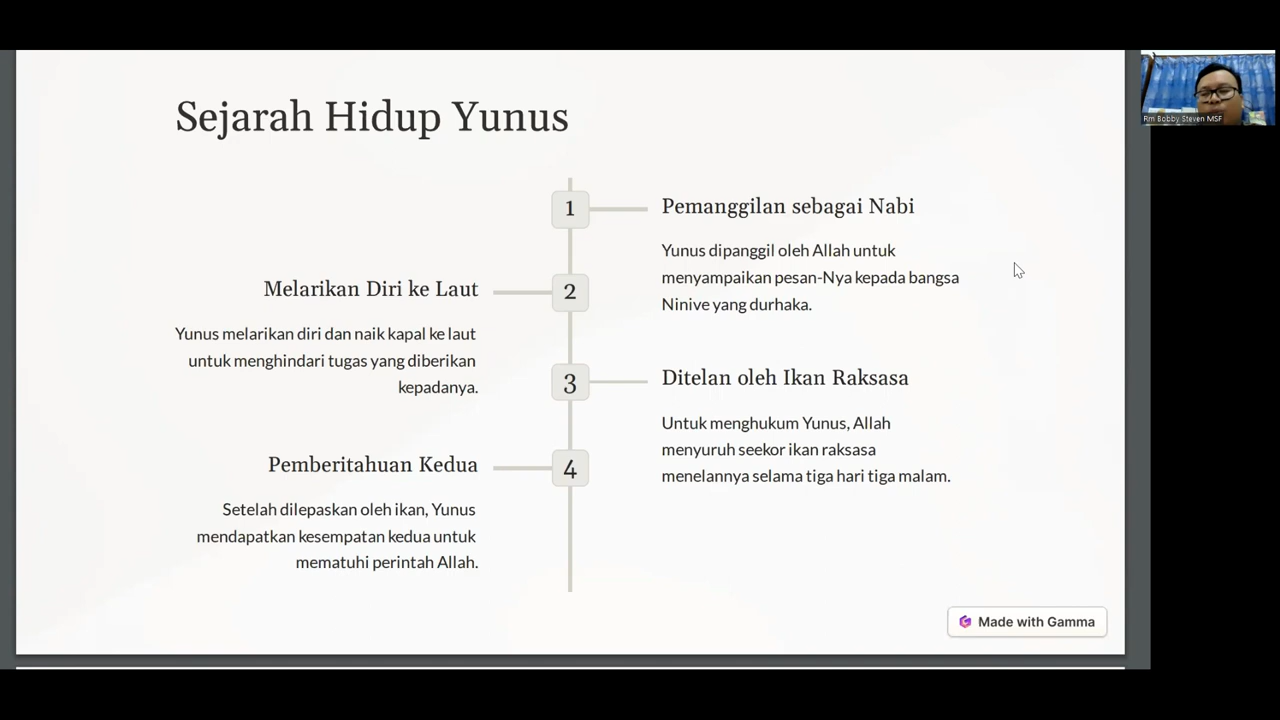 Sejarah Hidup Yunus
1
Pemanggilan sebagai Nabi
Yunus dipanggil oleh Allah untuk
menyampaikan pesan-Nya kepada bangsa
Ninive yang durhaka.
Melarikan Diri ke Laut
2
Yunus melarikan diri dan naik kapal ke laut
untuk menghindari tugas yang diberikan
kepadanya.
3
Ditelan oleh Ikan Raksasa
Untuk menghukum Yunus, Allah
menyuruh seekor ikan raksasa
menelannya selama tiga hari tiga malam.
Pemberitahuan Kedua
4
Setelah dilepaskan oleh ikan, Yunus
mendapatkan kesempatan kedua untuk
mematuhi perintah Allah.
Made with Gamma
Rm Bobby Steven MSF